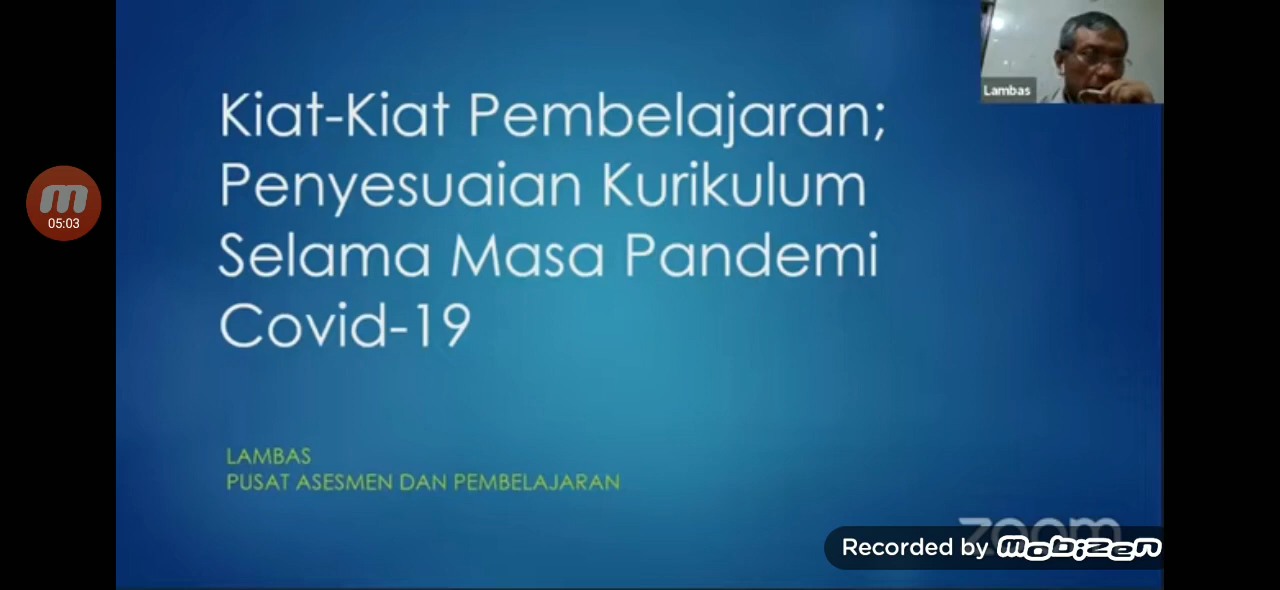 Lambas
Kiat-Kiat Pembelajaran;
Penyesuaian Kurikulum
Selama Masa Pandemi
Covid-19
05:03
LAMBAS
PUSAT ASESMEN DAN PEMBELAJARAN
zoom
Recorded by mobizen